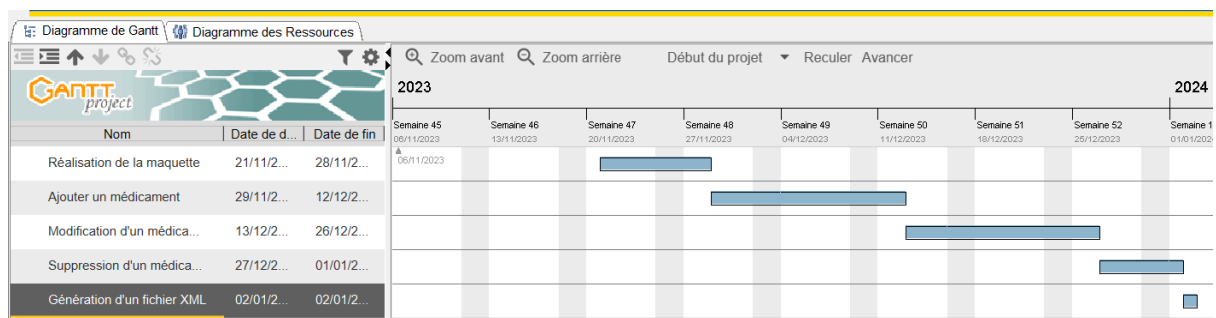 Diagramme de Gantt Diagramme des Ressources
Zoom avant Zoom arrière Début du projet Reculer Avancer
GANTT project
2023 2024
Nom Date de d... Date de fin
Semaine 45 Semaine 46 Semaine 47 Semaine 48 Semaine 49 Semaine 50 Semaine 51 Semaine 52 Semaine 1
06/11/2023 13/11/2023 20/11/2023 27/11/2023 04/12/2023 11/12/2023 18/12/2023 25/12/2023 01/01/202
06/11/2023
Réalisation de la maquette 21/11/2... 28/11/2...
Ajouter un médicament 29/11/2... 12/12/2...
Modification d'un médica... 13/12/2... 26/12/2...
Suppression d'un médica... 27/12/2... 01/01/2...
Génération d'un fichier XML 02/01/2... 02/01/2...